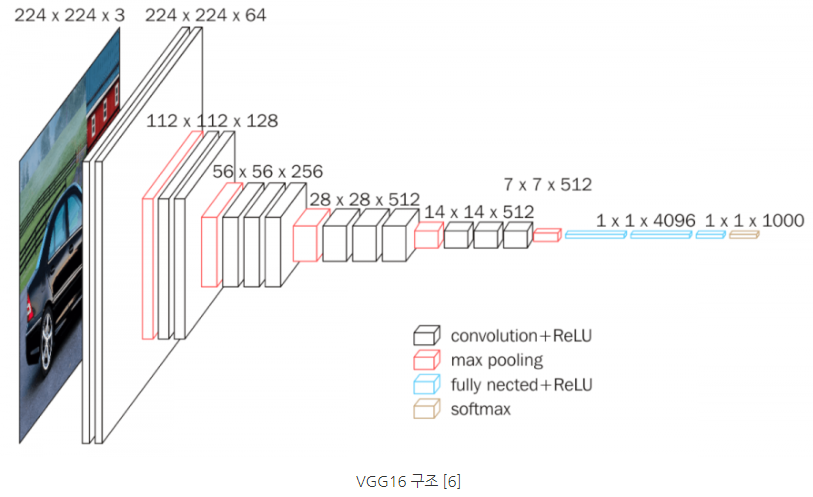 224 x 224 x 3
224 x 224 x 64
112 x 112 x 128
56 x 56 x 256
28 x 28 x 512
14 x 14 x 512
7 x 7 x 512
1 x 1 x 4096
1 x 1 x 1000
convolution+ReLU
max pooling
fully nected+ReLU
softmax
VGG16 구조 [6]